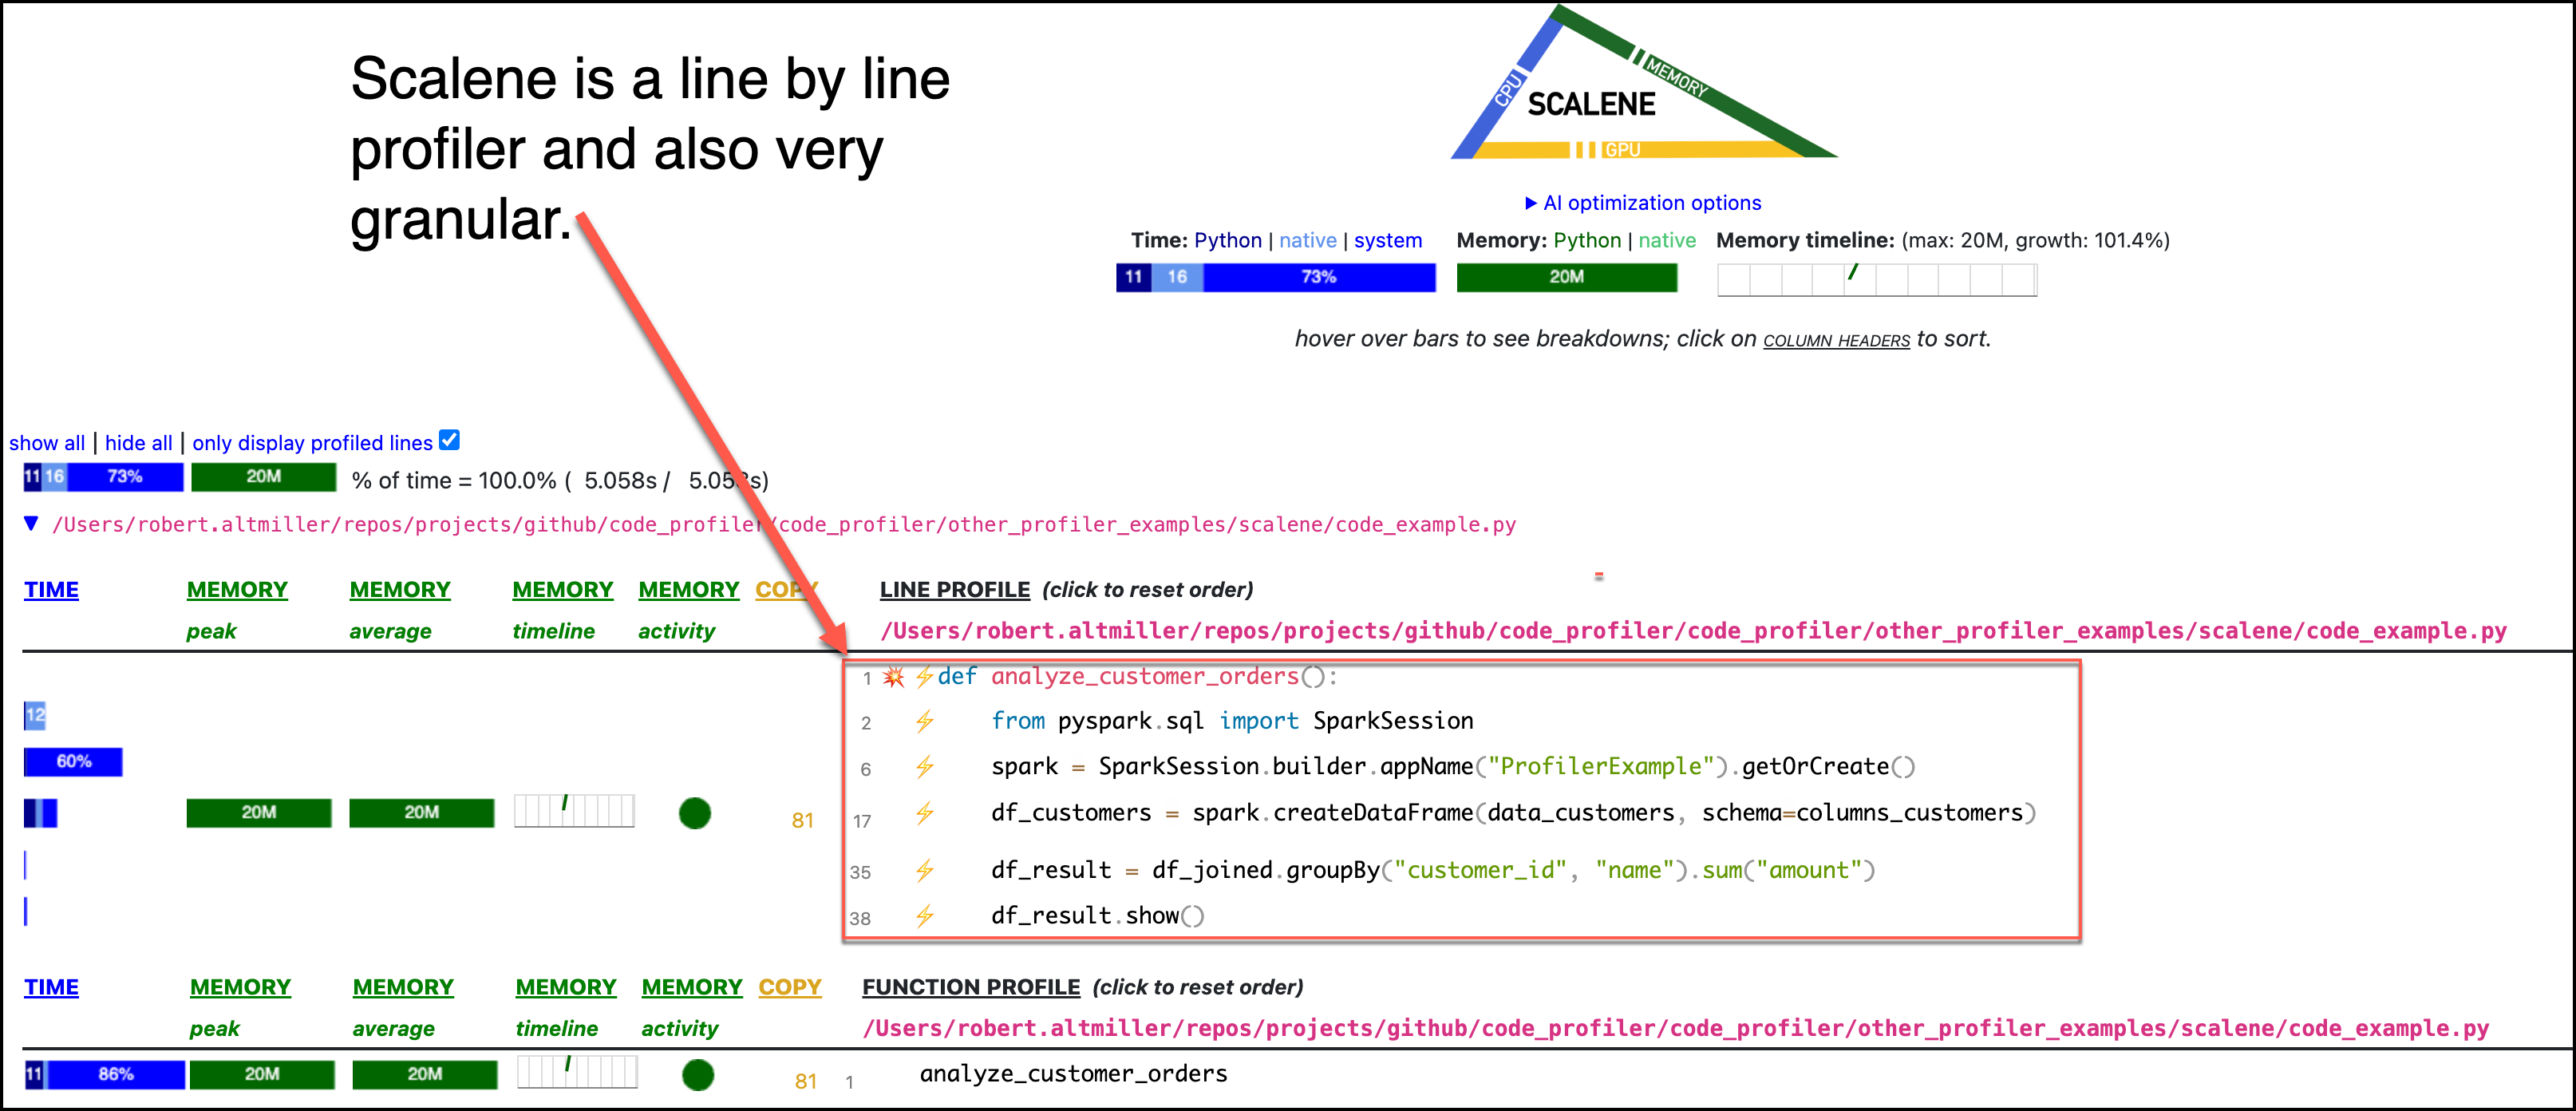 Scalene is a line by line
profiler and also very
granular.
CPU
MEMORY
SCALENE
GPU
▶ AI optimization options
Time: Python | native | system Memory: Python | native Memory timeline: (max: 20M, growth: 101.4%)
11 16 73% 20M
hover over bars to see breakdowns; click on COLUMN HEADERS to sort.
show all | hide all | only display profiled lines
11 16 73% 20M % of time = 100.0% ( 5.058s / 5.058s)
▼ /Users/robert.altmiller/repos/projects/github/code_profiler/code_profiler/other_profiler_examples/scalene/code_example.py
TIME MEMORY MEMORY MEMORY MEMORY COPY LINE PROFILE (click to reset order)
peak average timeline activity /Users/robert.altmiller/repos/projects/github/code_profiler/code_profiler/other_profiler_examples/scalene/code_example.py
1 💥 ⚡def analyze_customer_orders():
12 2 ⚡ from pyspark.sql import SparkSession
60% 6 ⚡ spark = SparkSession.builder.appName("ProfilerExample").getOrCreate()
20M 20M 81 17 ⚡ df_customers = spark.createDataFrame(data_customers, schema=columns_customers)
35 ⚡ df_result = df_joined.groupBy("customer_id", "name").sum("amount")
38 ⚡ df_result.show()
TIME MEMORY MEMORY MEMORY MEMORY COPY FUNCTION PROFILE (click to reset order)
peak average timeline activity /Users/robert.altmiller/repos/projects/github/code_profiler/code_profiler/other_profiler_examples/scalene/code_example.py
11 86% 20M 20M 81 1 analyze_customer_orders